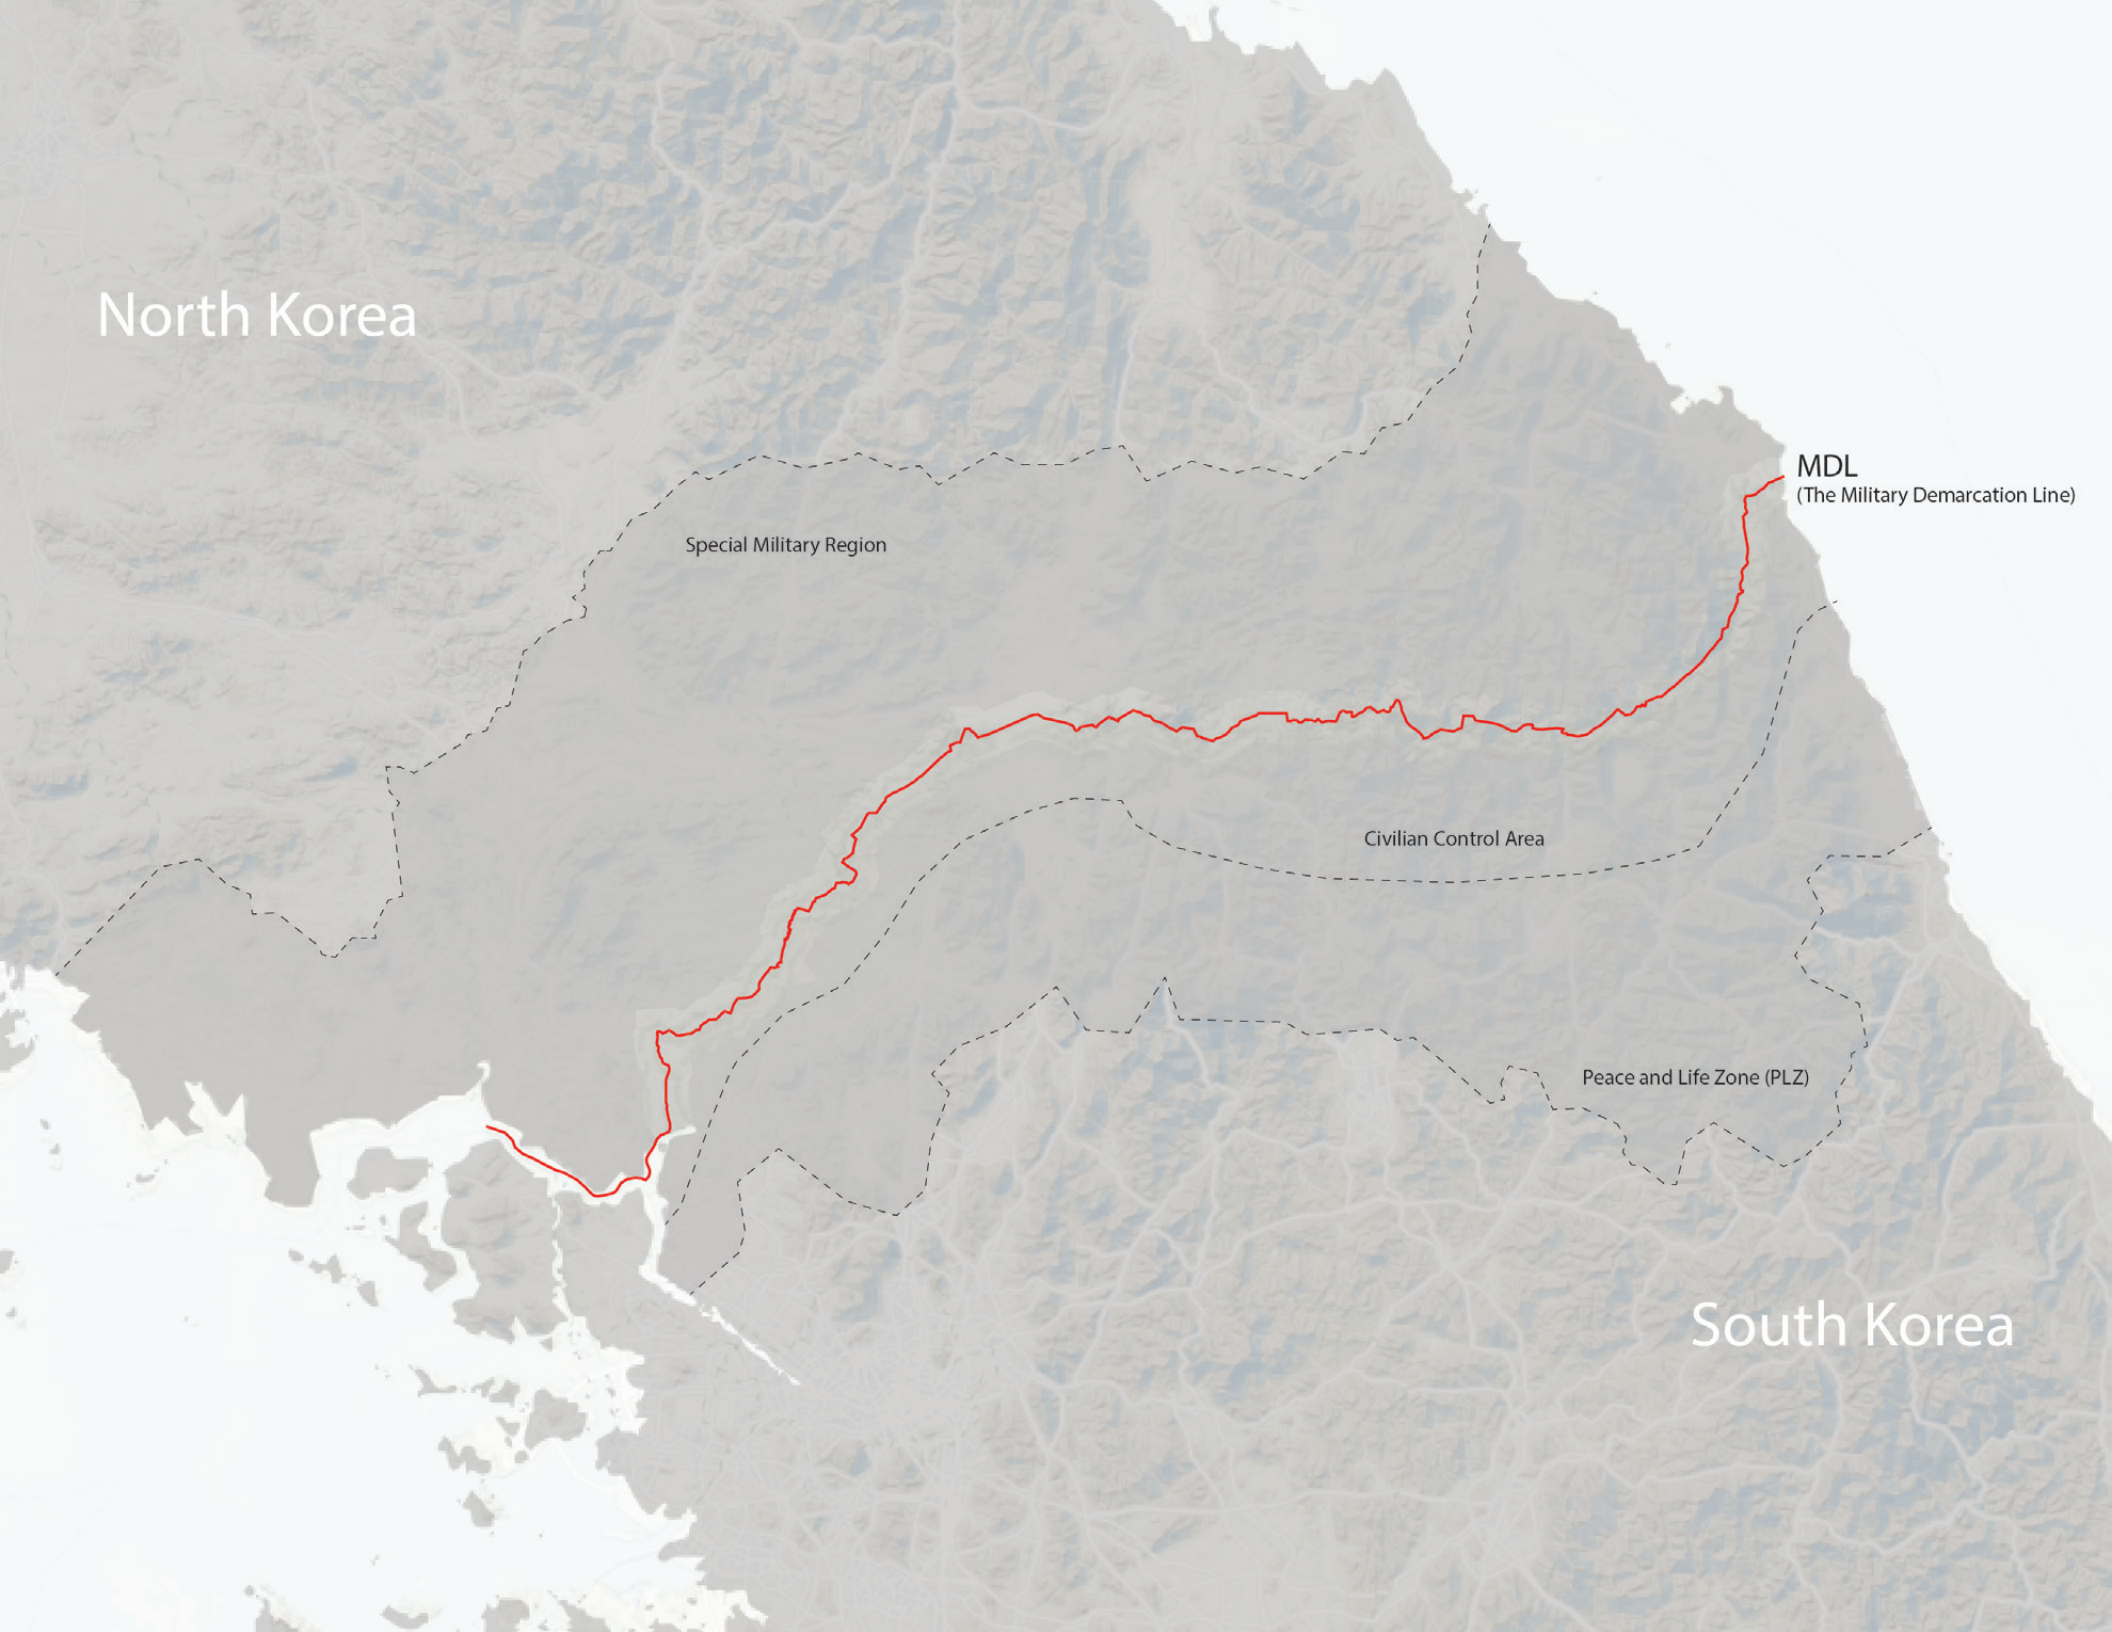 North Korea
MDL
(The Military Demarcation Line)
Special Military Region
Civilian Control Area
Peace and Life Zone (PLZ)
South Korea